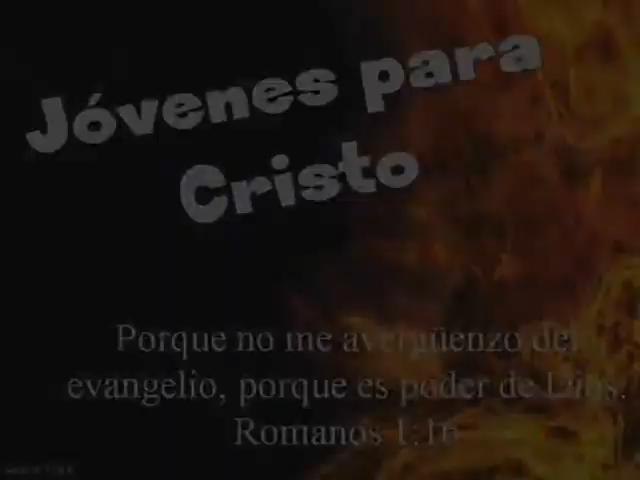 Jóvenes para
Cristo
Porque no me avergüenzo del
evangelio, porque es poder de Dios.
Romanos 1:16